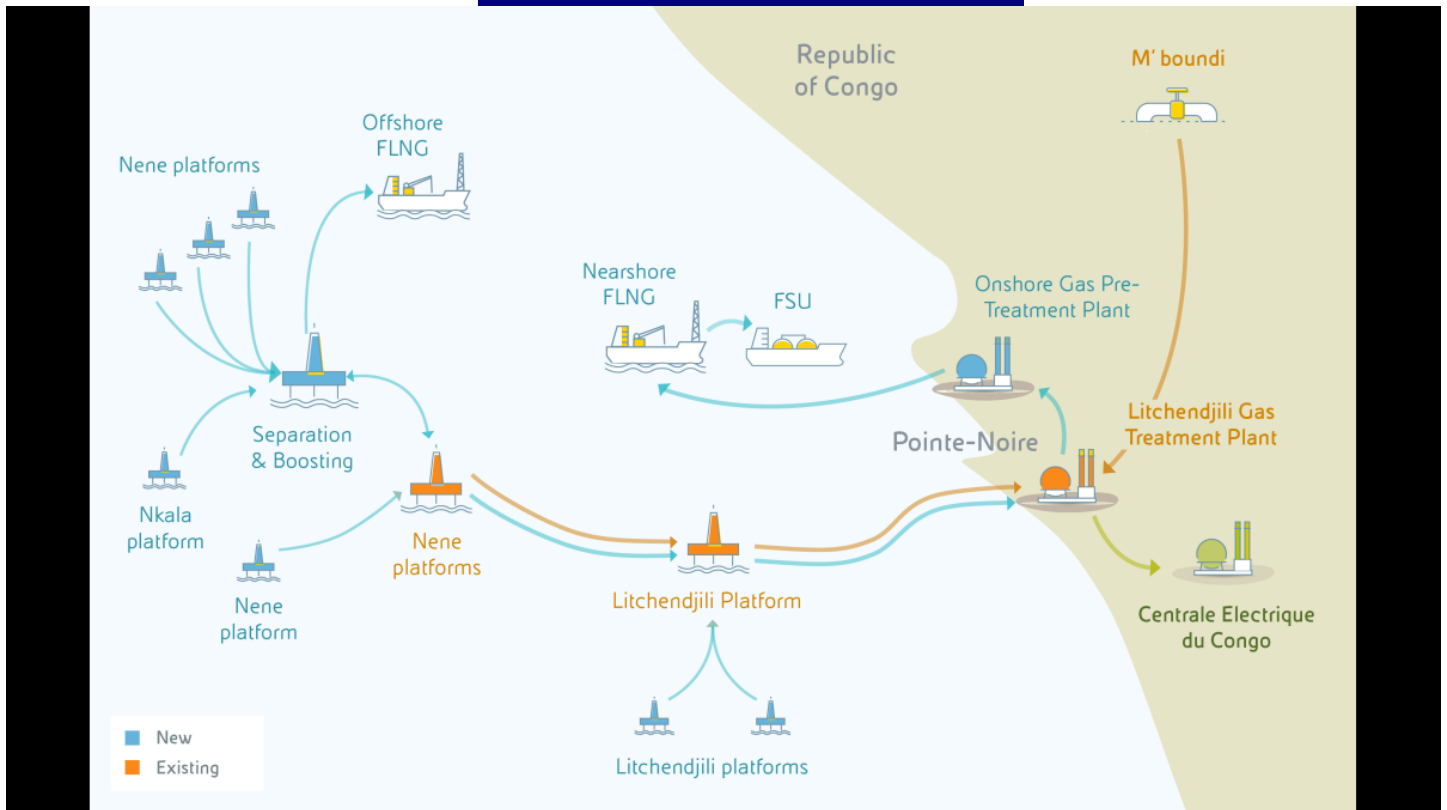 Republic
of Congo
M' boundi
Offshore
FLNG
Nene platforms
Nearshore
FLNG
FSU
Onshore Gas Pre-
Treatment Plant
Litchendjili Gas
Treatment Plant
Pointe-Noire
Separation
& Boosting
Nkala
platform
Nene
platforms
Nene
platform
Litchendjili Platform
Centrale Electrique
du Congo
Litchendjili platforms
New
Existing